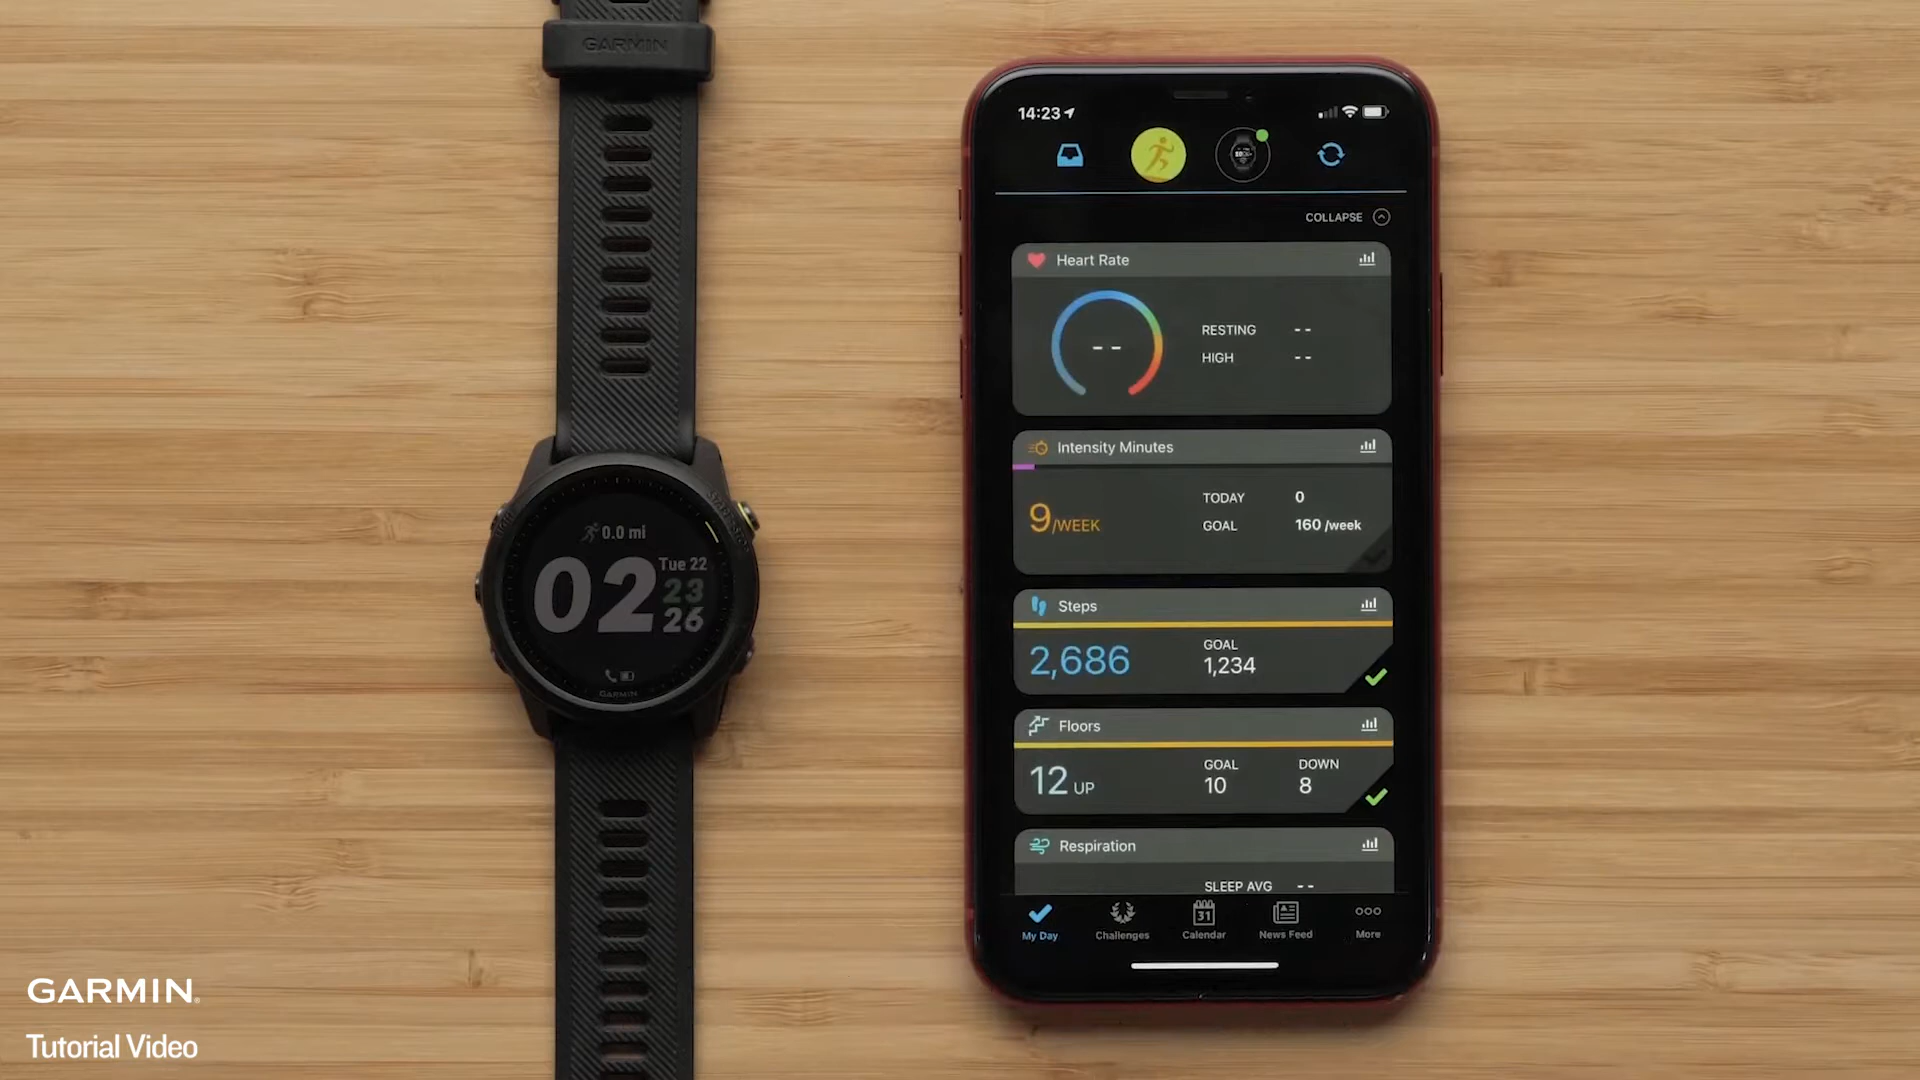 GARMIN
0.0 mi
Tue 22
02
23
26
GARMIN
14:23
COLLAPSE
Heart Rate
--
RESTING --
HIGH --
Intensity Minutes
9/WEEK
TODAY 0
GOAL 160 /week
Steps
2,686
GOAL
1,234
Floors
12 UP
GOAL
10
DOWN
8
Respiration
SLEEP AVG --
31
My Day Challenges Calendar News Feed More
GARMIN
Tutorial Video